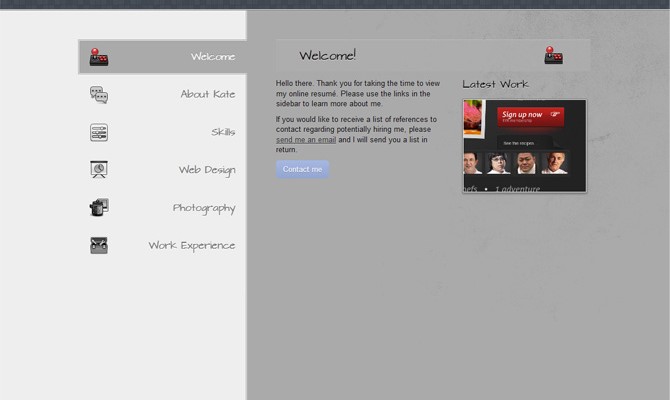 Welcome
About Kate
Skills
Web Design
Photography
Work Experience
Welcome!
Hello there. Thank you for taking the time to view
my online resumé. Please use the links in the
sidebar to learn more about me.
If you would like to receive a list of references to
contact regarding potentially hiring me, please
send me an email and I will send you a list in
return.
Contact me
Latest Work
Sign up now
hefs • 1 adventure